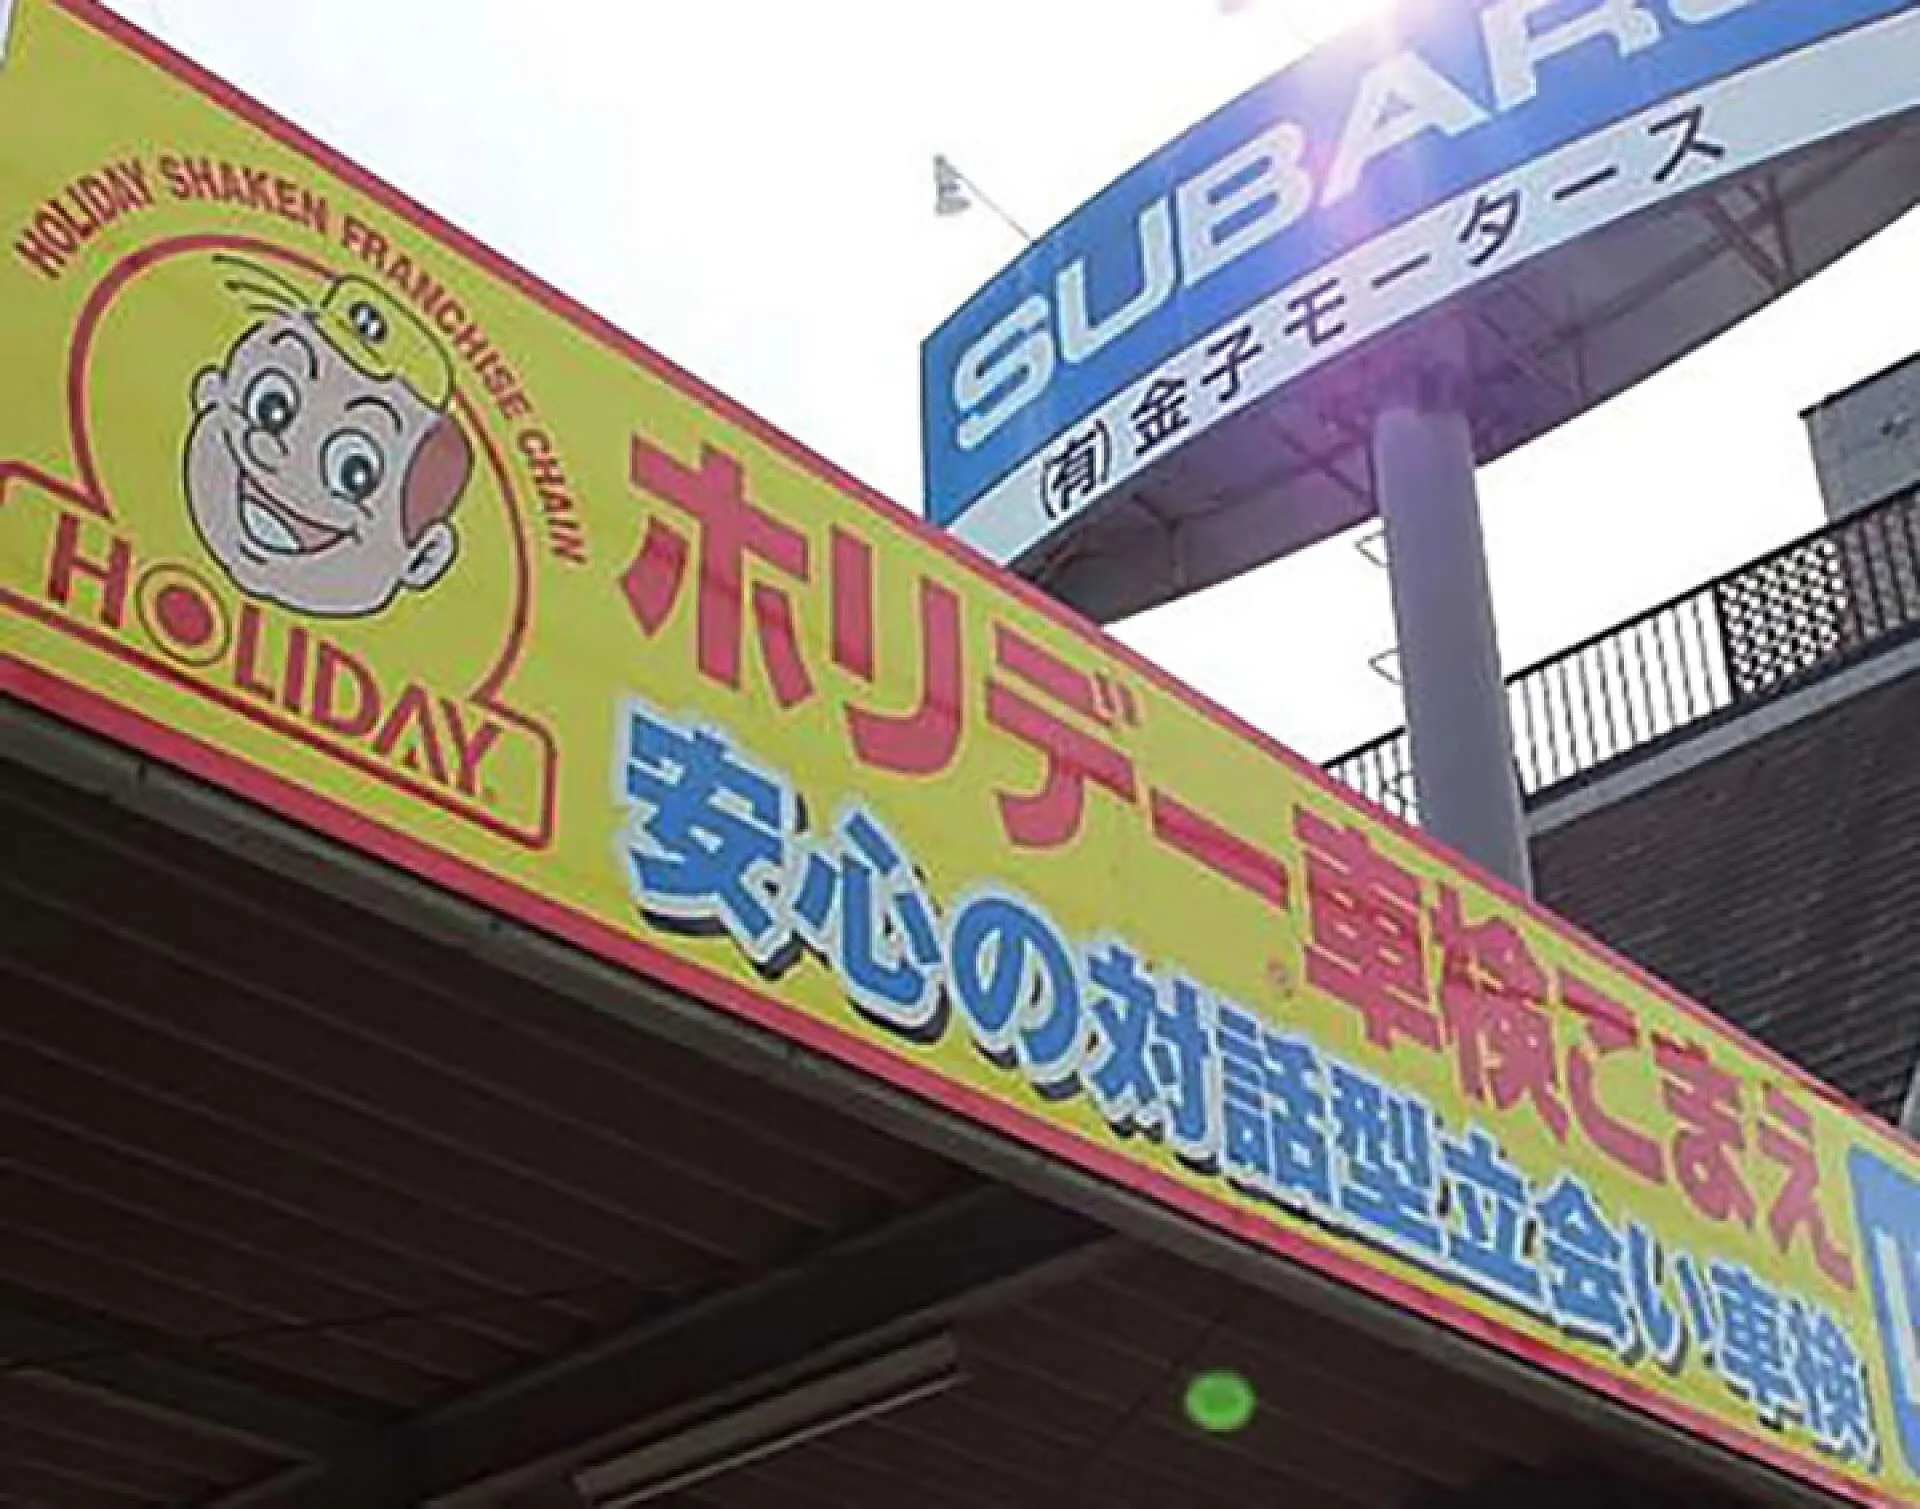 SUBARU
㈲金子モータース
HOLIDAY SHAKEN FRANCHISE CHAIN
HOLIDAY
ホリデー車検こまえ
安心の対話型立会い車検